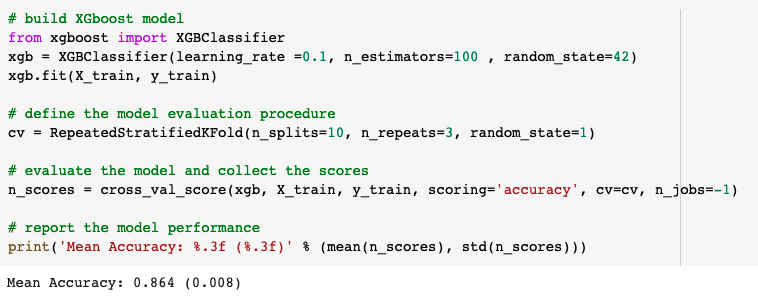 # build XGboost model
from xgboost import XGBClassifier
xgb = XGBClassifier(learning_rate =0.1, n_estimators=100 , random_state=42)
xgb.fit(X_train, y_train)
# define the model evaluation procedure
cv = RepeatedStratifiedKFold(n_splits=10, n_repeats=3, random_state=1)
# evaluate the model and collect the scores
n_scores = cross_val_score(xgb, X_train, y_train, scoring='accuracy', cv=cv, n_jobs=-1)
# report the model performance
print('Mean Accuracy: %.3f (%.3f)' % (mean(n_scores), std(n_scores)))
Mean Accuracy: 0.864 (0.008)